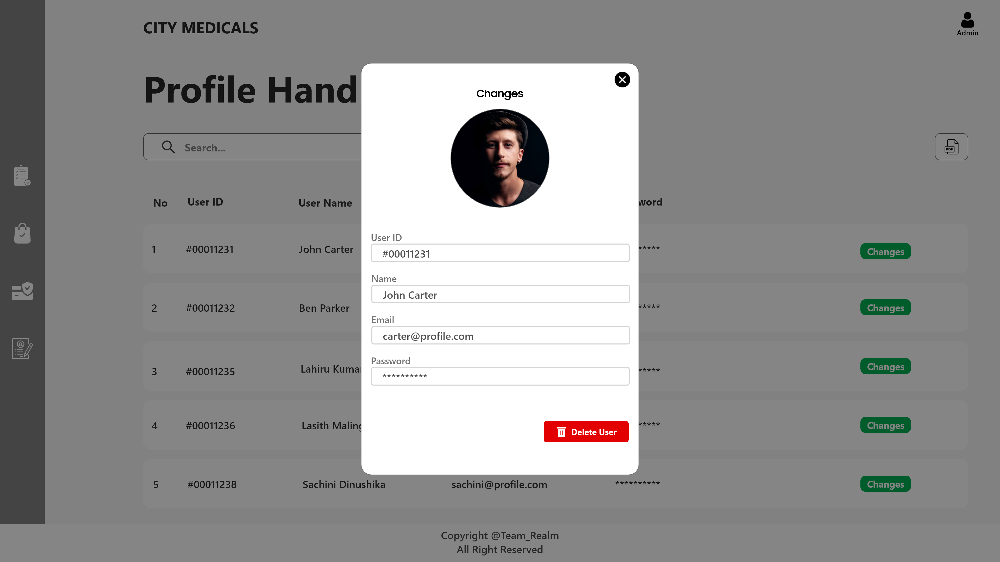 CITY MEDICALS
Admin
Profile Hand
Changes
Search...
PDF
No User ID User Name word
User ID
1 #00011231 John Carter ***** Changes
#00011231
Name
John Carter
2 #00011232 Ben Parker ***** Changes
Email
carter@profile.com
Password
3 #00011235 Lahiru Kumar ***** Changes
**********
4 #00011236 Lasith Maling ***** Changes
Delete User
5 #00011238 Sachini Dinushika sachini@profile.com ********** Changes
Copyright @Team_Realm
All Right Reserved